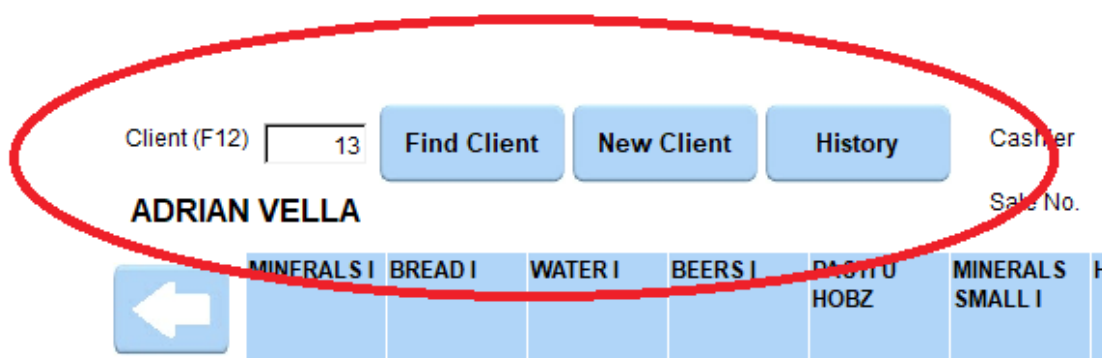 Client (F12) 13 Find Client New Client History Cashier
ADRIAN VELLA Sale No.
MINERALS I BREAD I WATER I BEERS I MINERALS H
HOBZ SMALL I